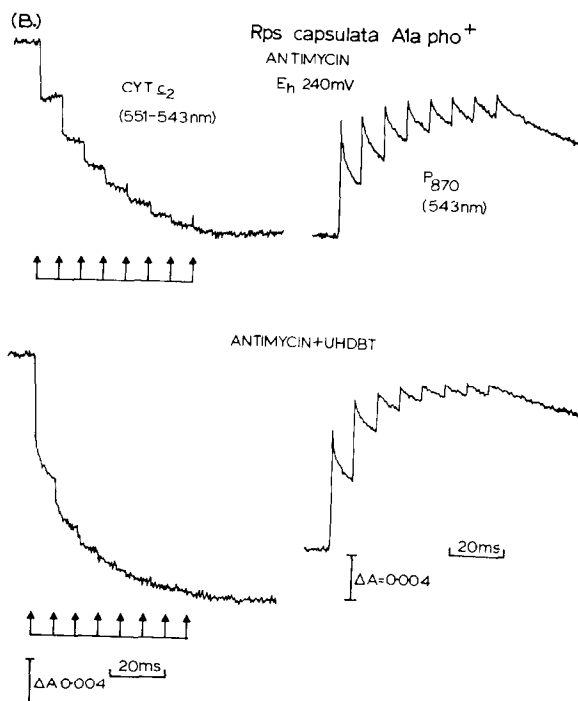 (B.)
Rps capsulata A1a pho+
ANTIMYCIN
Eh 240mV
CYT c2
(551-543nm)
P870
(543nm)
ANTIMYCIN+UHDBT
20ms
ΔA=0·004
20ms
ΔA 0·004